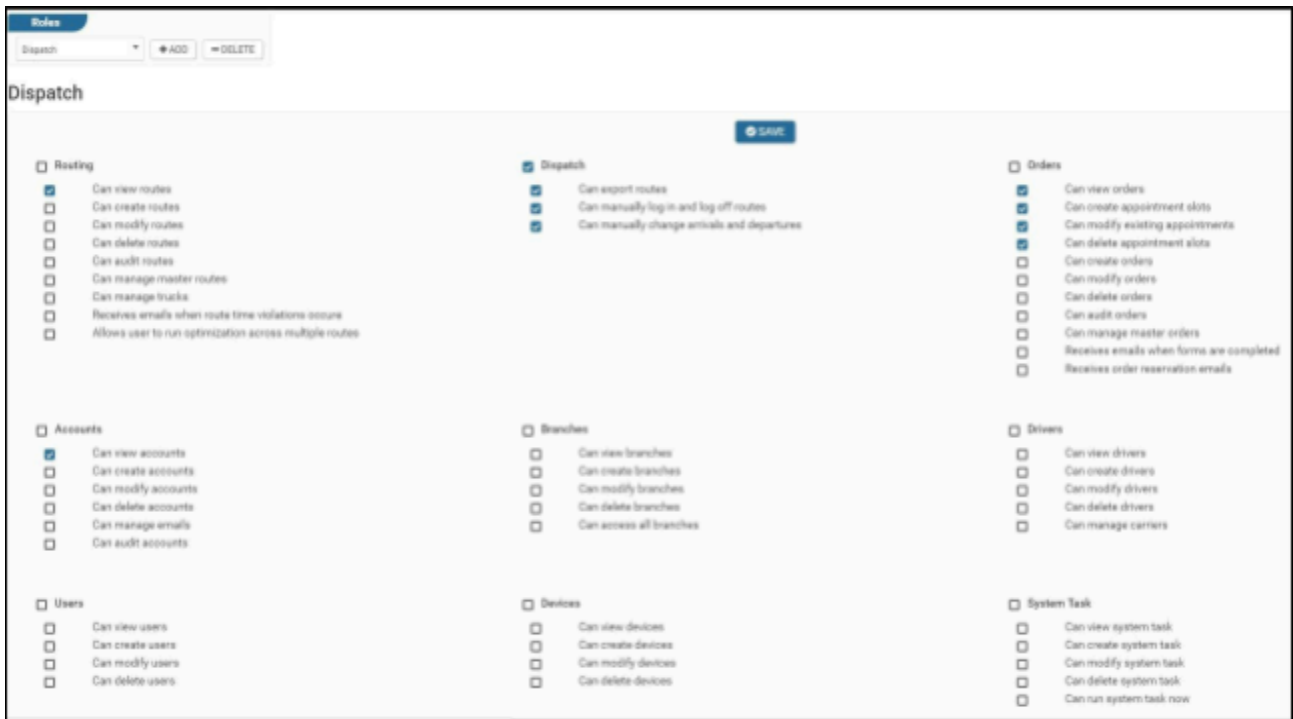 Roles
Dispatch
ADD
DELETE
Dispatch
SAVE
Routing
Can view routes
Can create routes
Can modify routes
Can delete routes
Can audit routes
Can manage master routes
Can manage trucks
Receives emails when route time violations occure
Allows user to run optimization across multiple routes
Dispatch
Can export routes
Can manually log in and log off routes
Can manually change arrivals and departures
Orders
Can view orders
Can create appointment slots
Can modify existing appointments
Can delete appointment slots
Can create orders
Can modify orders
Can delete orders
Can audit orders
Can manage master orders
Receives emails when forms are completed
Receives order reservation emails
Accounts
Can view accounts
Can create accounts
Can modify accounts
Can delete accounts
Can manage emails
Can audit accounts
Branches
Can view branches
Can create branches
Can modify branches
Can delete branches
Can access all branches
Drivers
Can view drivers
Can create drivers
Can modify drivers
Can delete drivers
Can manage carriers
Users
Can view users
Can create users
Can modify users
Can delete users
Devices
Can view devices
Can create devices
Can modify devices
Can delete devices
System Task
Can view system task
Can create system task
Can modify system task
Can delete system task
Can run system task now